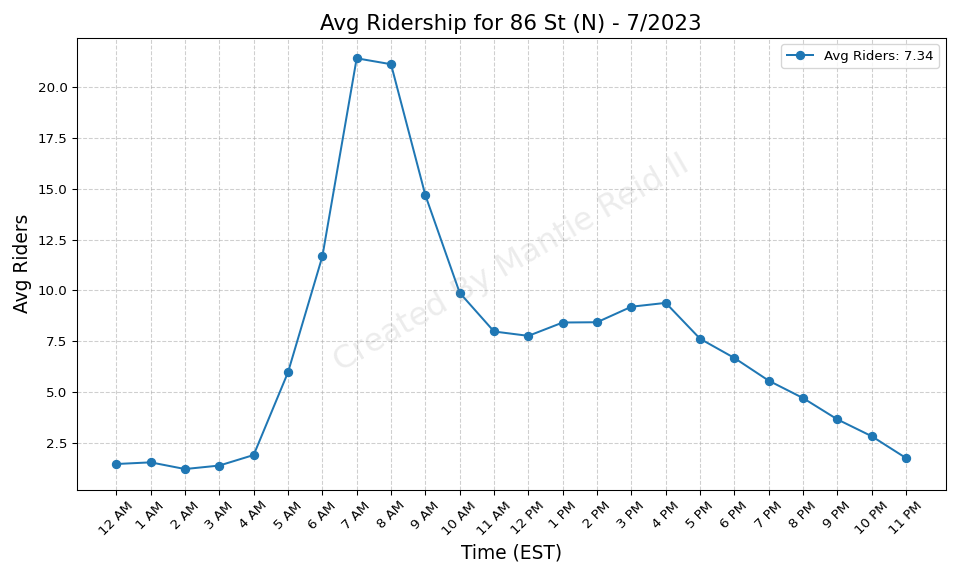 Avg Ridership for 86 St (N) - 7/2023
Avg Riders: 7.34
20.0
17.5
15.0
12.5
10.0
7.5
5.0
2.5
Avg Riders
Created By Mantie Reid II
12 AM 1 AM 2 AM 3 AM 4 AM 5 AM 6 AM 7 AM 8 AM 9 AM 10 AM 11 AM 12 PM 1 PM 2 PM 3 PM 4 PM 5 PM 6 PM 7 PM 8 PM 9 PM 10 PM 11 PM
Time (EST)